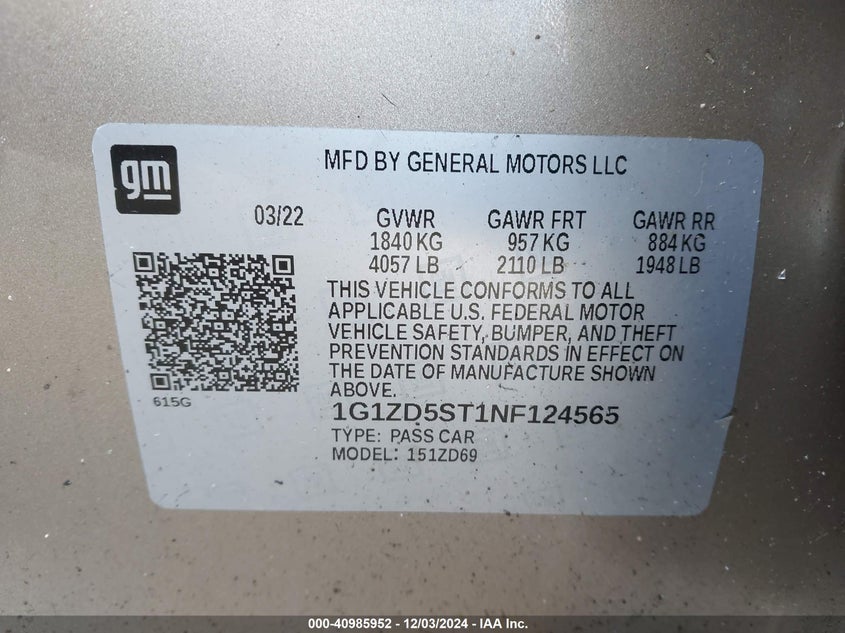 gm
MFD BY GENERAL MOTORS LLC
03/22 GVWR GAWR FRT GAWR RR
1840 KG 957 KG 884 KG
4057 LB 2110 LB 1948 LB
THIS VEHICLE CONFORMS TO ALL
APPLICABLE U.S. FEDERAL MOTOR
VEHICLE SAFETY, BUMPER, AND THEFT
PREVENTION STANDARDS IN EFFECT ON
THE DATE OF MANUFACTURE SHOWN
ABOVE.
615G
1G1ZD5ST1NF124565
TYPE: PASS CAR
MODEL: 151ZD69
000-40985952 - 12/03/2024 - IAA Inc.